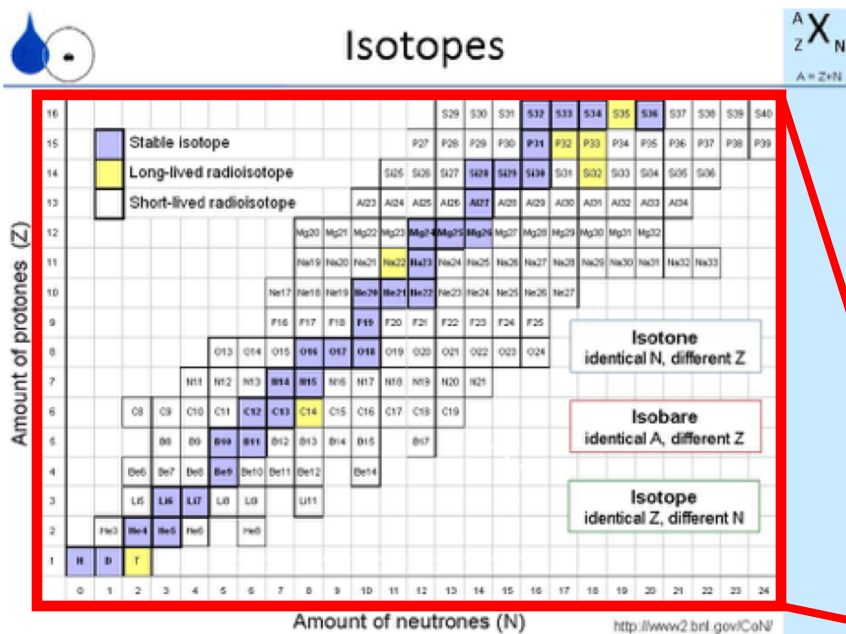 Isotopes
A
Z X N
A = Z+N
16 S29 S30 S31 S32 S33 S34 S35 S36 S37 S38 S39 S40
Stable isotope
15 P27 P28 P29 P30 P31 P32 P33 P34 P35 P36 P37 P38 P39
Long-lived radioisotope
14 Si25 Si26 Si27 Si28 Si29 Si30 Si31 Si32 Si33 Si34 Si35 Si36
Short-lived radioisotope
13 Al23 Al24 Al25 Al26 Al27 Al28 Al29 Al30 Al31 Al32 Al33 Al34
12 Mg20 Mg21 Mg22 Mg23 Mg24 Mg25 Mg26 Mg27 Mg28 Mg29 Mg30 Mg31 Mg32
11 Na19 Na20 Na21 Na22 Na23 Na24 Na25 Na26 Na27 Na28 Na29 Na30 Na31 Na32 Na33
10 Ne17 Ne18 Ne19 Ne20 Ne21 Ne22 Ne23 Ne24 Ne25 Ne26 Ne27
9 F16 F17 F18 F19 F20 F21 F22 F23 F24 F25
8 O13 O14 O15 O16 O17 O18 O19 O20 O21 O22 O23 O24
7 N11 N12 N13 N14 N15 N16 N17 N18 N19 N20 N21
6 C8 C9 C10 C11 C12 C13 C14 C15 C16 C17 C18 C19
5 B8 B9 B10 B11 B12 B13 B14 B15 B17
4 Be6 Be7 Be8 Be9 Be10 Be11 Be12 Be14
3 Li5 Li6 Li7 Li8 Li9 Li11
2 He3 He4 He5 He6 He8
1 H D T
0 1 2 3 4 5 6 7 8 9 10 11 12 13 14 15 16 17 18 19 20 21 22 23 24
Isotone
identical N, different Z
Isobare
identical A, different Z
Isotope
identical Z, different N
Amount of protones (Z)
Amount of neutrones (N)
http://www2.bnl.gov/CoN/